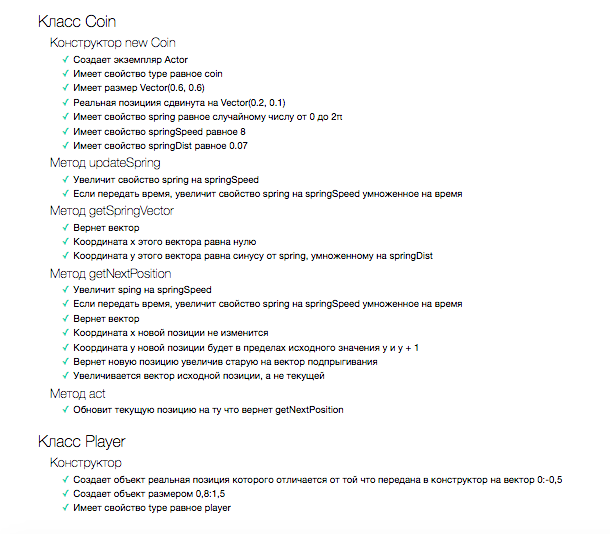 Класс Coin
Конструктор new Coin
✓ Создает экземпляр Actor
✓ Имеет свойство type равное coin
✓ Имеет размер Vector(0.6, 0.6)
✓ Реальная позициия сдвинута на Vector(0.2, 0.1)
✓ Имеет свойство spring равное случайному числу от 0 до 2π
✓ Имеет свойство springSpeed равное 8
✓ Имеет свойство springDist равное 0.07
Метод updateSpring
✓ Увеличит свойство spring на springSpeed
✓ Если передать время, увеличит свойство spring на springSpeed умноженное на время
Метод getSpringVector
✓ Вернет вектор
✓ Координата x этого вектора равна нулю
✓ Координата y этого вектора равна синусу от spring, умноженному на springDist
Метод getNextPosition
✓ Увеличит sping на springSpeed
✓ Если передать время, увеличит свойство spring на springSpeed умноженное на время
✓ Вернет вектор
✓ Координата x новой позиции не изменится
✓ Координата y новой позиции будет в пределах исходного значения y и y + 1
✓ Вернет новую позицию увеличив старую на вектор подпрыгивания
✓ Увеличивается вектор исходной позиции, а не текущей
Метод act
✓ Обновит текущую позицию на ту что вернет getNextPosition
Класс Player
Конструктор
✓ Создает объект реальная позиция которого отличается от той что передана в конструктор на вектор 0:-0,5
✓ Создает объект размером 0,8:1,5
✓ Имеет свойство type равное player